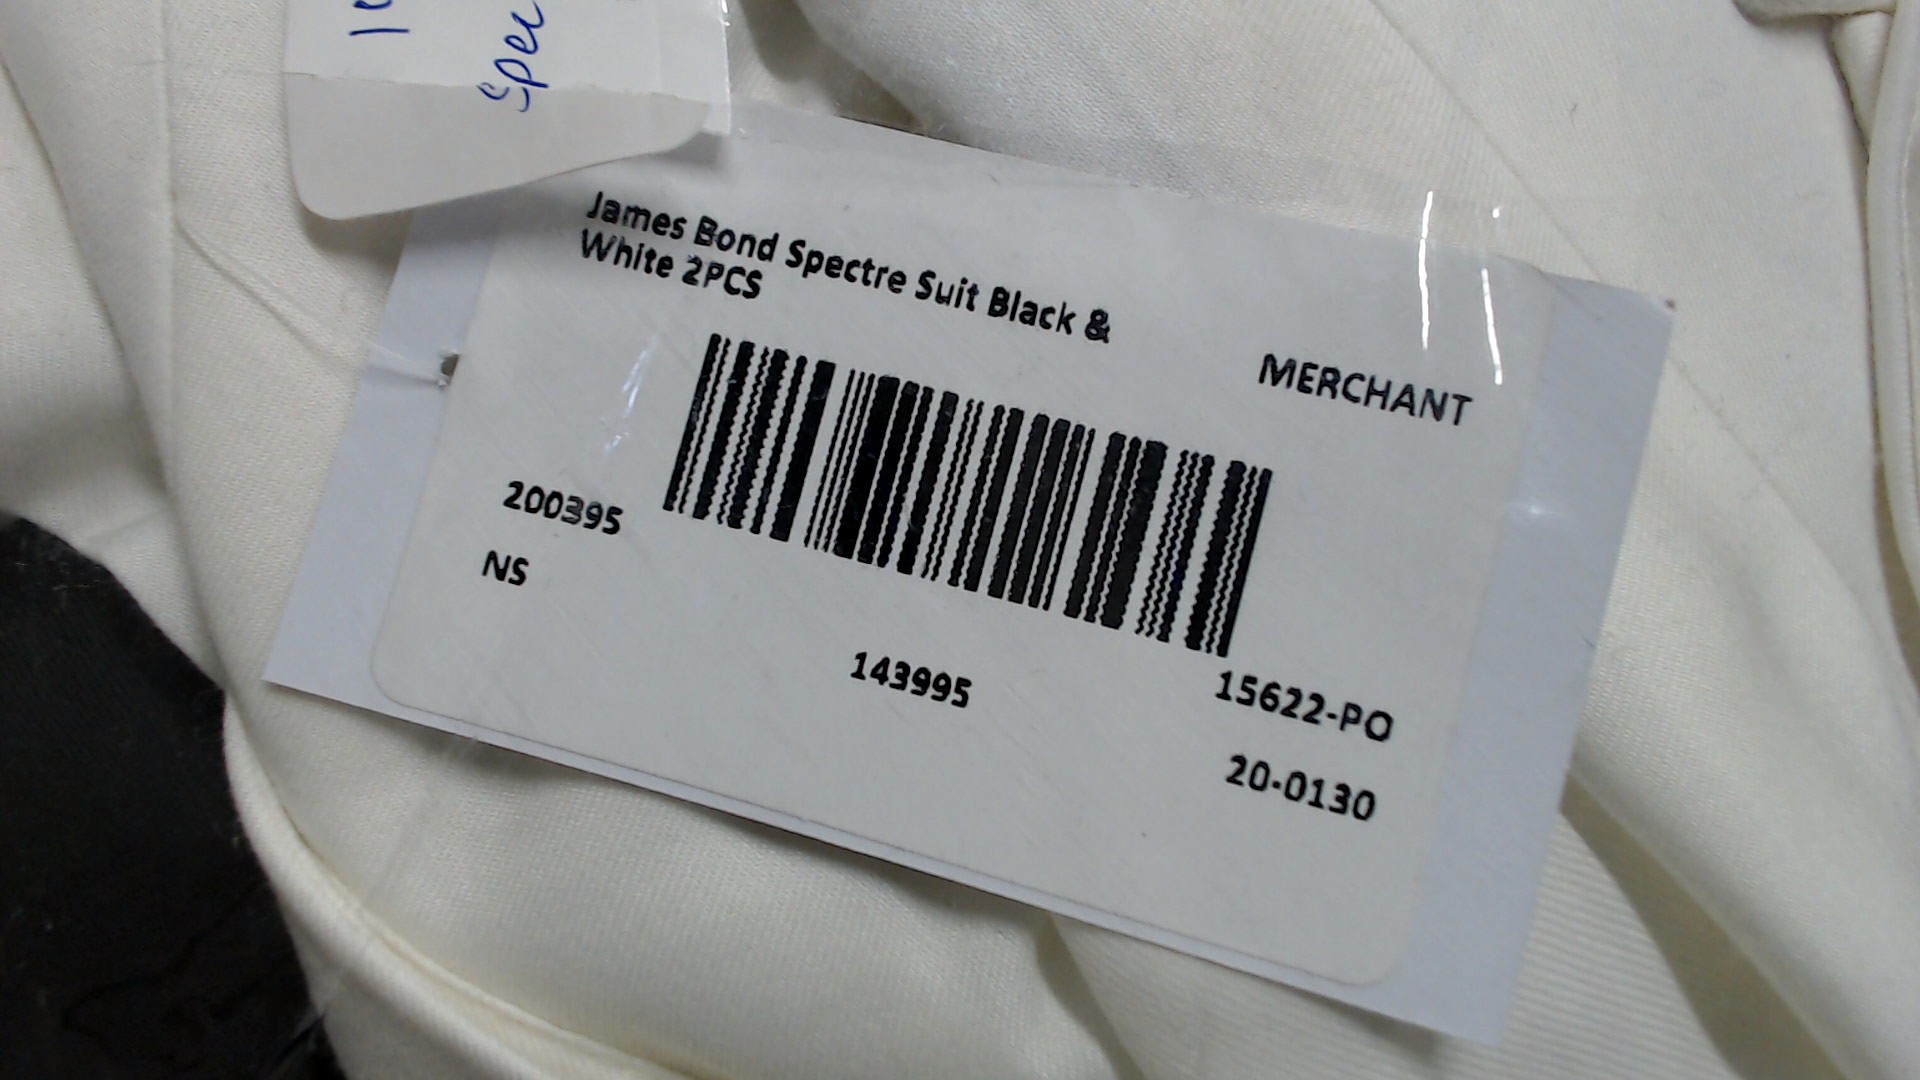 James Bond Spectre Suit Black &
White 2PCS
MERCHANT
200395
NS
143995
15622-PO
20-0130